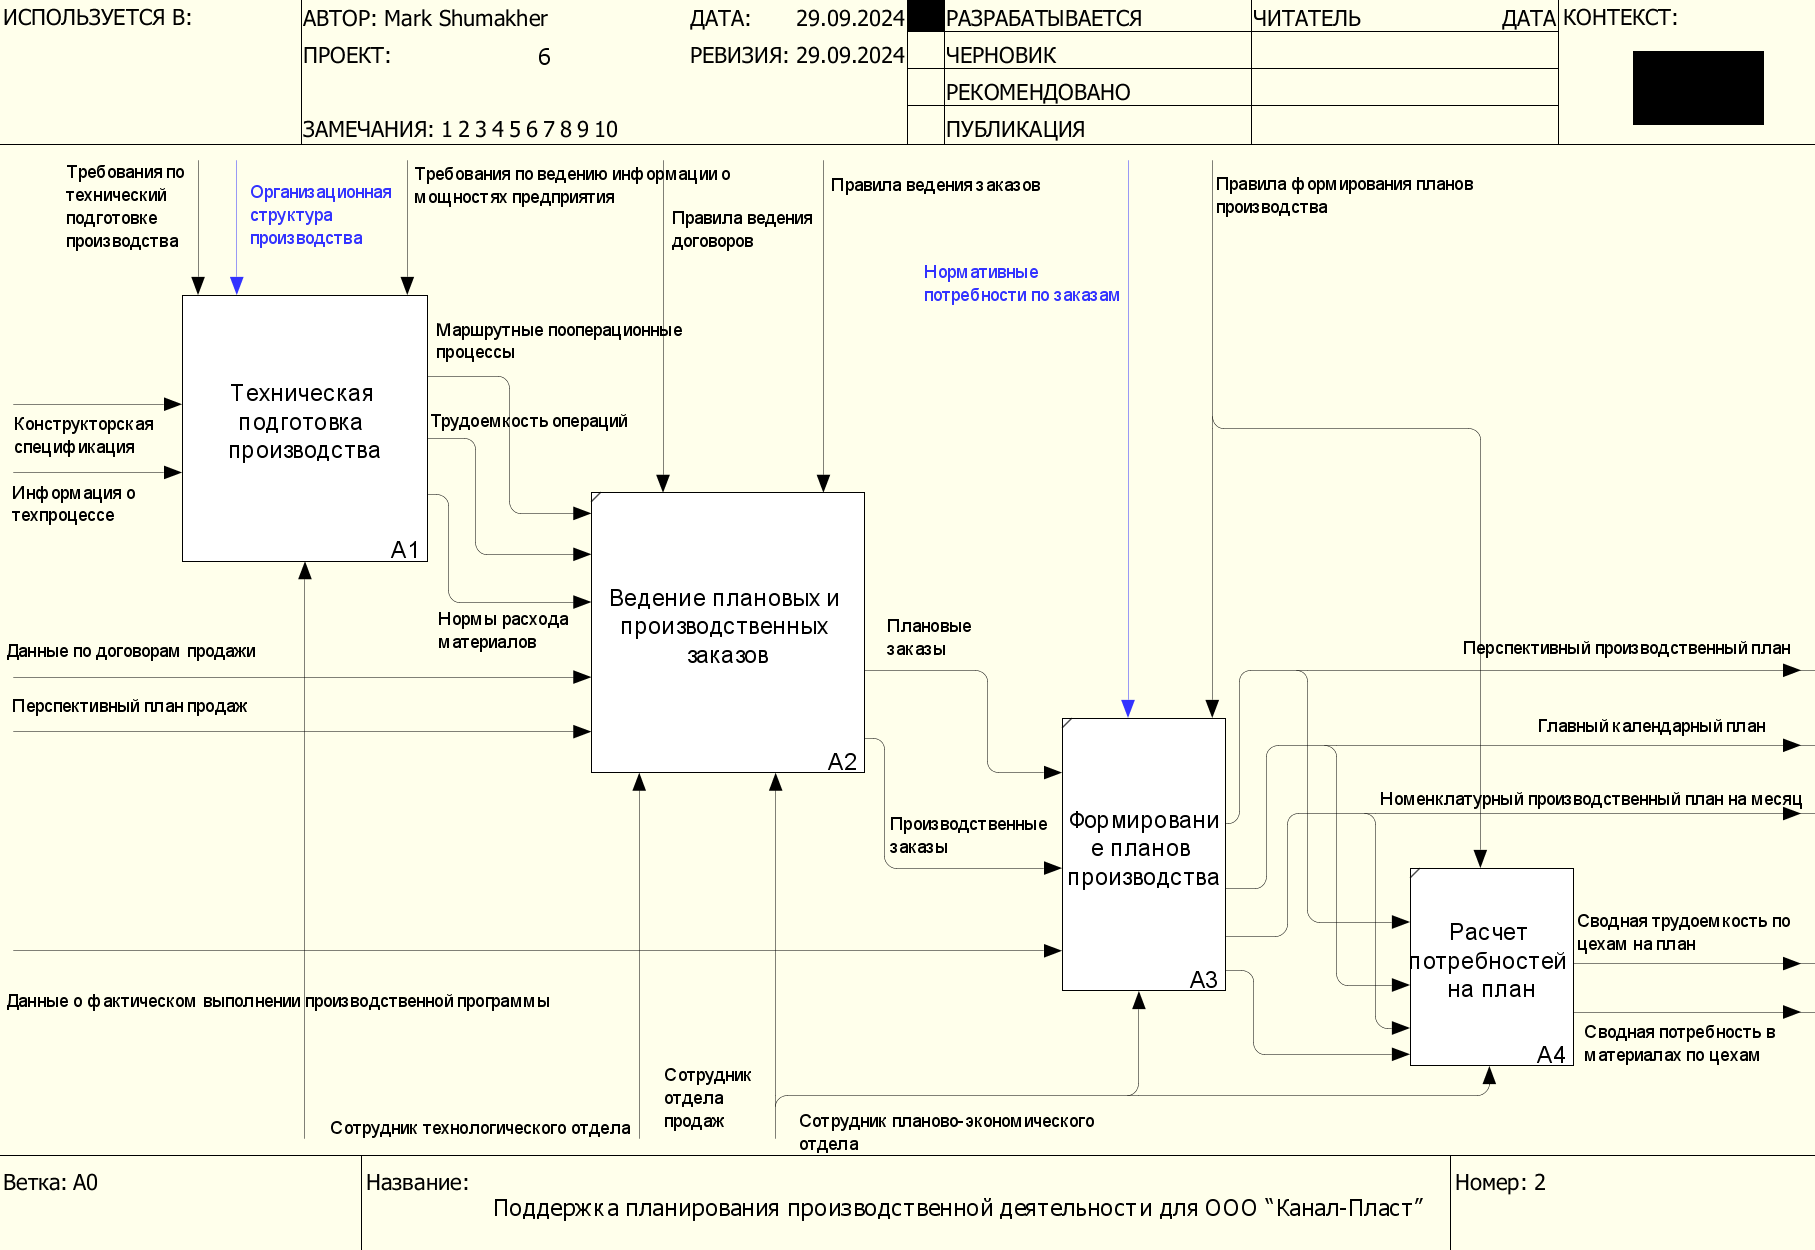 ИСПОЛЬЗУЕТСЯ В:
АВТОР: Mark Shumakher
ДАТА: 29.09.2024
ПРОЕКТ: 6
РЕВИЗИЯ: 29.09.2024
ЗАМЕЧАНИЯ: 1 2 3 4 5 6 7 8 9 10
РАЗРАБАТЫВАЕТСЯ
ЧЕРНОВИК
РЕКОМЕНДОВАНО
ПУБЛИКАЦИЯ
ЧИТАТЕЛЬ
ДАТА
КОНТЕКСТ:
Требования по
технический
подготовке
производства
Организационная
структура
производства
Требования по ведению информации о
мощностях предприятия
Правила ведения
договоров
Правила ведения заказов
Нормативные
потребности по заказам
Правила формирования планов
производства
Маршрутные пооперационные
процессы
Техническая
подготовка
производства
A1
Трудоемкость операций
Конструкторская
спецификация
Информация о
техпроцессе
Нормы расхода
материалов
Ведение плановых и
производственных
заказов
A2
Данные по договорам продажи
Перспективный план продаж
Плановые
заказы
Производственные
заказы
Перспективный производственный план
Главный календарный план
Номенклатурный производственный план на месяц
Формировани
е планов
производства
A3
Расчет
потребностей
на план
A4
Сводная трудоемкость по
цехам на план
Сводная потребность в
материалах по цехам
Данные о фактическом выполнении производственной программы
Сотрудник технологического отдела
Сотрудник
отдела
продаж
Сотрудник планово-экономического
отдела
Ветка: A0
Название:
Поддержка планирования производственной деятельности для ООО “Канал-Пласт”
Номер: 2